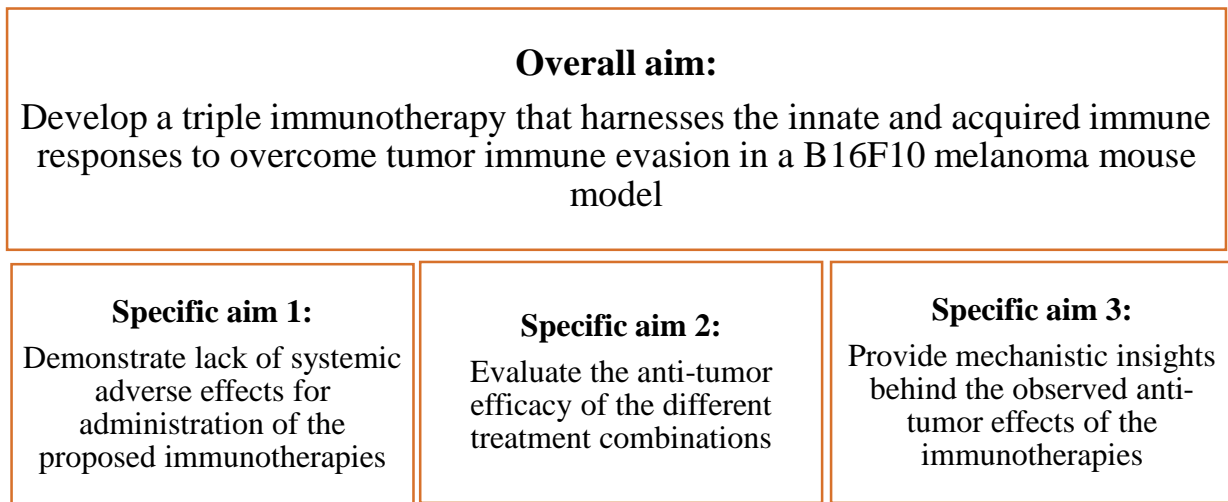 Overall aim:
Develop a triple immunotherapy that harnesses the innate and acquired immune
responses to overcome tumor immune evasion in a B16F10 melanoma mouse
model
Specific aim 1:
Demonstrate lack of systemic
adverse effects for
administration of the
proposed immunotherapies
Specific aim 2:
Evaluate the anti-tumor
efficacy of the different
treatment combinations
Specific aim 3:
Provide mechanistic insights
behind the observed anti-
tumor effects of the
immunotherapies